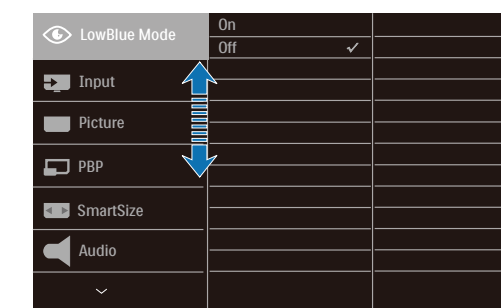 LowBlue Mode
On
Off
Input
Picture
PBP
SmartSize
Audio